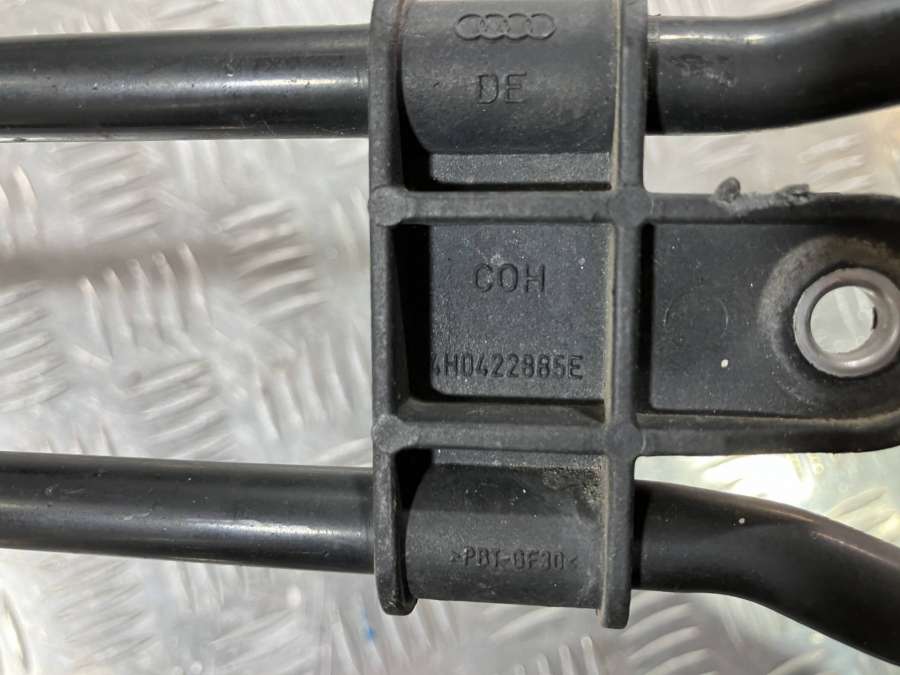 DE
COH
4H0422885E
>PBT-GF30<